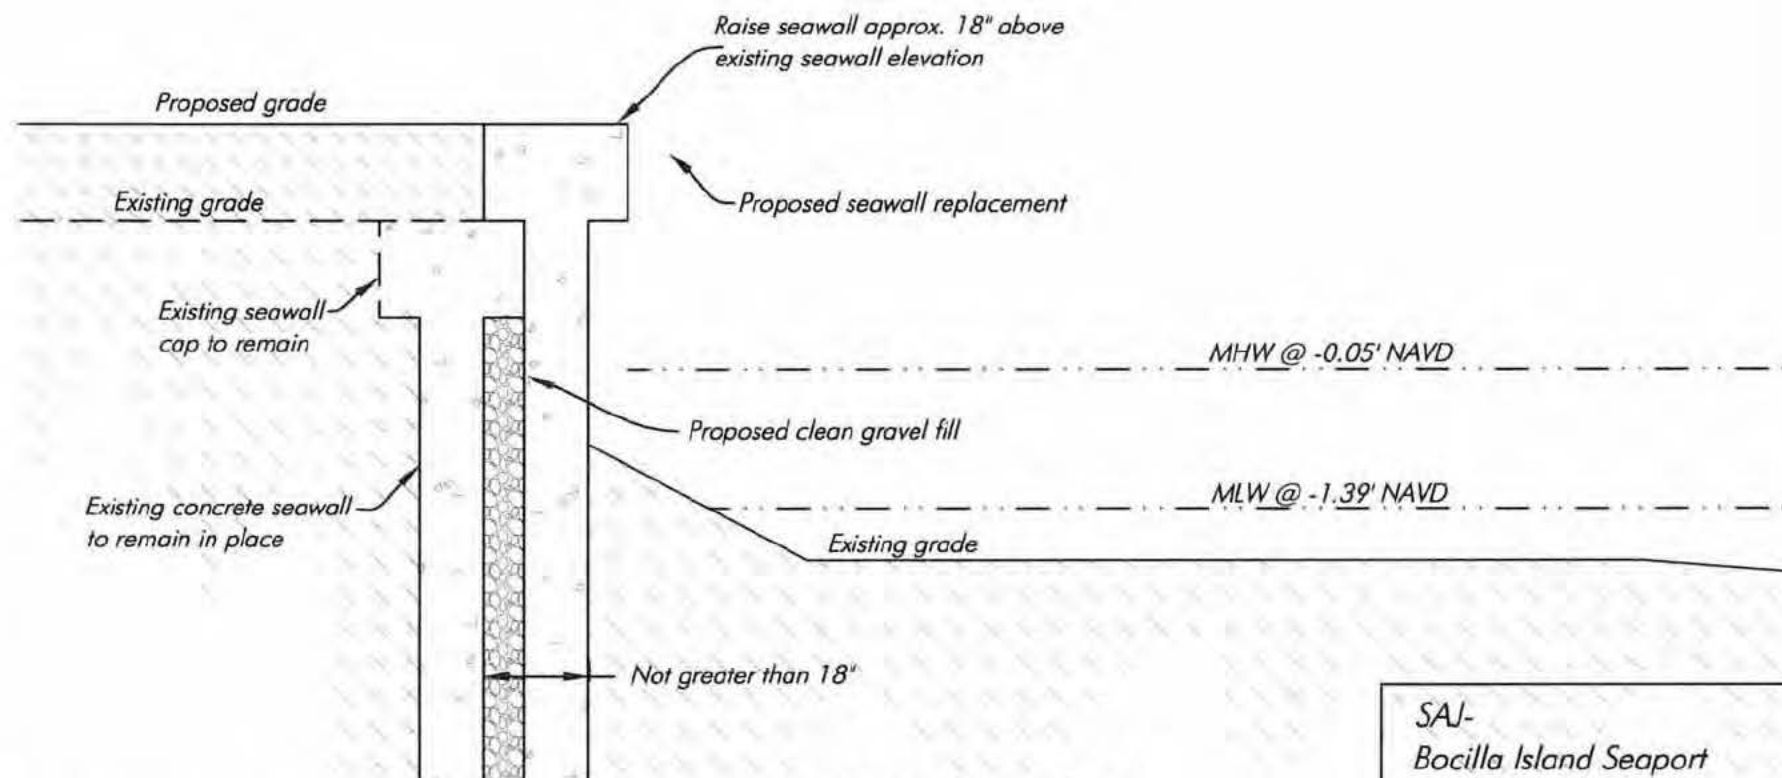 Raise seawall approx. 18" above
existing seawall elevation
Proposed grade
Existing grade
Proposed seawall replacement
Existing seawall
cap to remain
MHW @ -0.05' NAVD
Proposed clean gravel fill
MLW @ -1.39' NAVD
Existing concrete seawall
to remain in place
Existing grade
Not greater than 18"
SAJ-
Bocilla Island Seaport